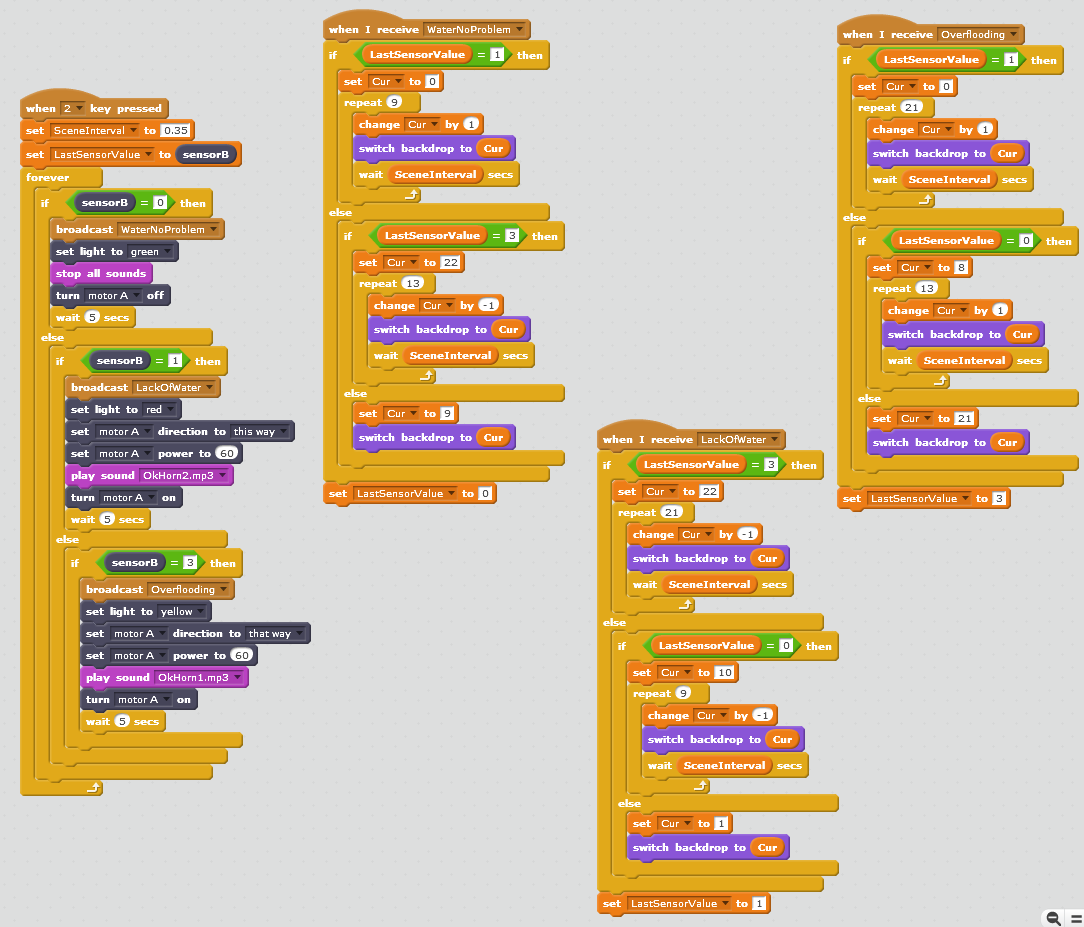 when 2 key pressed
set SceneInterval to 0.35
set LastSensorValue to sensorB
forever
if sensorB = 0 then
broadcast WaterNoProblem
set light to green
stop all sounds
turn motor A off
wait 5 secs
else
if sensorB = 1 then
broadcast LackOfWater
set light to red
set motor A direction to this way
set motor A power to 60
play sound OkHorn2.mp3
turn motor A on
wait 5 secs
else
if sensorB = 3 then
broadcast Overflooding
set light to yellow
set motor A direction to that way
set motor A power to 60
play sound OkHorn1.mp3
turn motor A on
wait 5 secs
when I receive WaterNoProblem
if LastSensorValue = 1 then
set Cur to 0
repeat 9
change Cur by 1
switch backdrop to Cur
wait SceneInterval secs
else
if LastSensorValue = 3 then
set Cur to 22
repeat 13
change Cur by -1
switch backdrop to Cur
wait SceneInterval secs
else
set Cur to 9
switch backdrop to Cur
set LastSensorValue to 0
when I receive LackOfWater
if LastSensorValue = 3 then
set Cur to 22
repeat 21
change Cur by -1
switch backdrop to Cur
wait SceneInterval secs
else
if LastSensorValue = 0 then
set Cur to 10
repeat 9
change Cur by -1
switch backdrop to Cur
wait SceneInterval secs
else
set Cur to 1
switch backdrop to Cur
set LastSensorValue to 1
when I receive Overflooding
if LastSensorValue = 1 then
set Cur to 0
repeat 21
change Cur by 1
switch backdrop to Cur
wait SceneInterval secs
else
if LastSensorValue = 0 then
set Cur to 8
repeat 13
change Cur by 1
switch backdrop to Cur
wait SceneInterval secs
else
set Cur to 21
switch backdrop to Cur
set LastSensorValue to 3